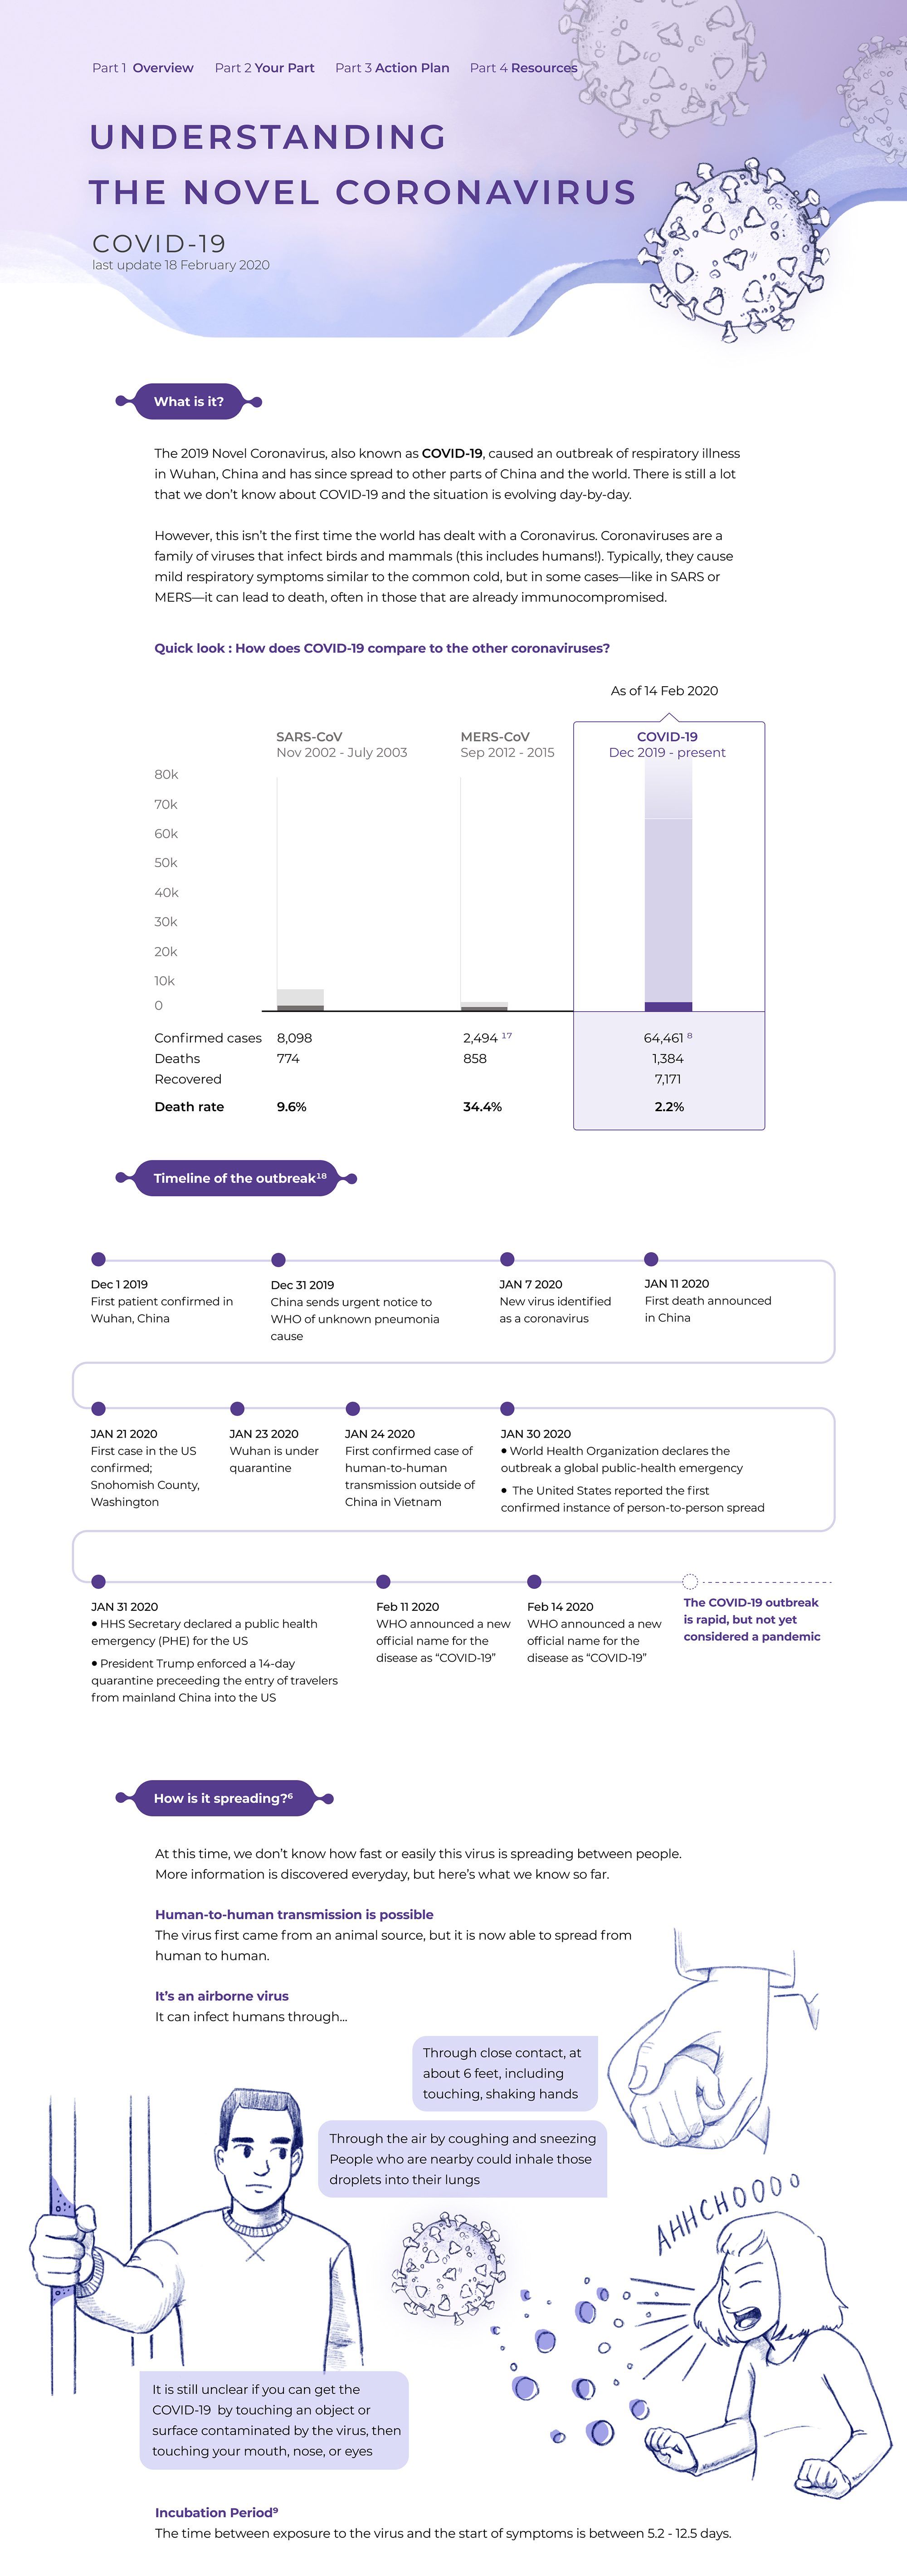 Part 1 Overview Part 2 Your Part Part 3 Action Plan Part 4 Resources
UNDERSTANDING
THE NOVEL CORONAVIRUS
COVID-19
last update 18 February 2020
What is it?
The 2019 Novel Coronavirus, also known as COVID-19, caused an outbreak of respiratory illness
in Wuhan, China and has since spread to other parts of China and the world. There is still a lot
that we don't know about COVID-19 and the situation is evolving day-by-day.
However, this isn't the first time the world has dealt with a Coronavirus. Coronaviruses are a
family of viruses that infect birds and mammals (this includes humans!). Typically, they cause
mild respiratory symptoms similar to the common cold, but in some cases—like in SARS or
MERS—it can lead to death, often in those that are already immunocompromised.
Quick look : How does COVID-19 compare to the other coronaviruses?
As of 14 Feb 2020
SARS-CoV
Nov 2002 - July 2003
MERS-CoV
Sep 2012 - 2015
COVID-19
Dec 2019 - present
80k
70k
60k
50k
40k
30k
20k
10k
0
Confirmed cases 8,098 2,494 17 64,461 8
Deaths 774 858 1,384
Recovered 7,171
Death rate 9.6% 34.4% 2.2%
Timeline of the outbreak18
Dec 1 2019
First patient confirmed in
Wuhan, China
Dec 31 2019
China sends urgent notice to
WHO of unknown pneumonia
cause
JAN 7 2020
New virus identified
as a coronavirus
JAN 11 2020
First death announced
in China
JAN 21 2020
First case in the US
confirmed;
Snohomish County,
Washington
JAN 23 2020
Wuhan is under
quarantine
JAN 24 2020
First confirmed case of
human-to-human
transmission outside of
China in Vietnam
JAN 30 2020
• World Health Organization declares the
outbreak a global public-health emergency
• The United States reported the first
confirmed instance of person-to-person spread
JAN 31 2020
• HHS Secretary declared a public health
emergency (PHE) for the US
• President Trump enforced a 14-day
quarantine preceeding the entry of travelers
from mainland China into the US
Feb 11 2020
WHO announced a new
official name for the
disease as "COVID-19"
Feb 14 2020
WHO announced a new
official name for the
disease as "COVID-19"
The COVID-19 outbreak
is rapid, but not yet
considered a pandemic
How is it spreading?6
At this time, we don't know how fast or easily this virus is spreading between people.
More information is discovered everyday, but here's what we know so far.
Human-to-human transmission is possible
The virus first came from an animal source, but it is now able to spread from
human to human.
It's an airborne virus
It can infect humans through...
Through close contact, at
about 6 feet, including
touching, shaking hands
Through the air by coughing and sneezing
People who are nearby could inhale those
droplets into their lungs
AHHCHOOOO
It is still unclear if you can get the
COVID-19 by touching an object or
surface contaminated by the virus, then
touching your mouth, nose, or eyes
Incubation Period9
The time between exposure to the virus and the start of symptoms is between 5.2 - 12.5 days.